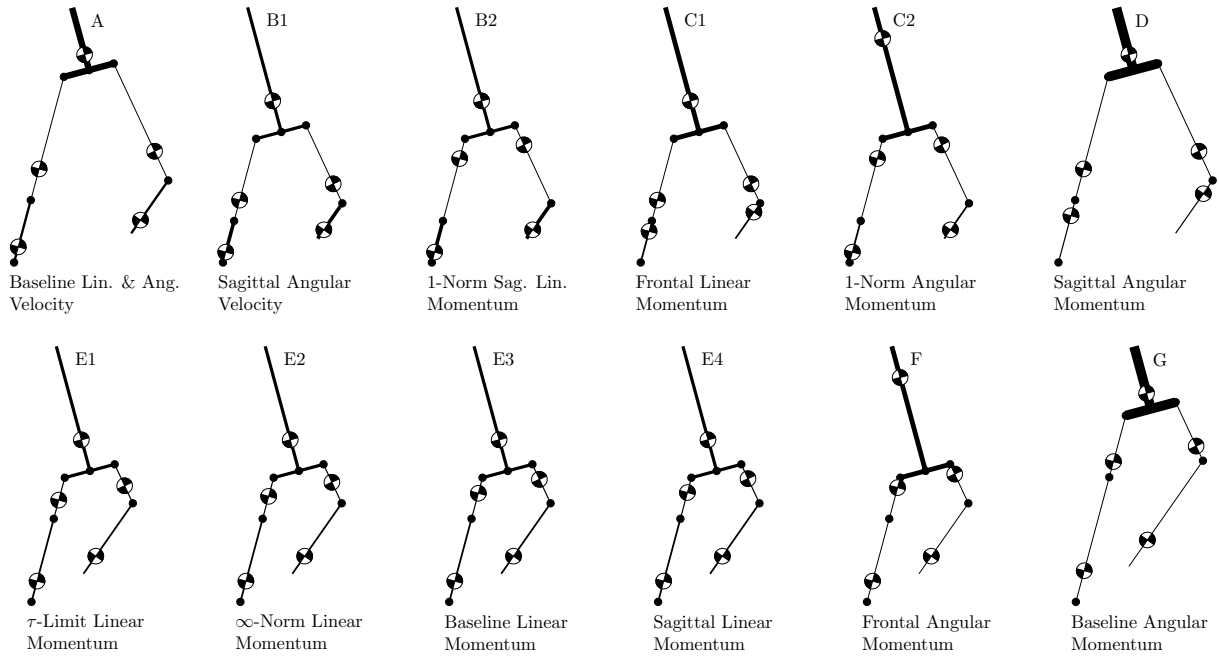 A
B1
B2
C1
C2
D
Baseline Lin. & Ang.
Velocity
Sagittal Angular
Velocity
1-Norm Sag. Lin.
Momentum
Frontal Linear
Momentum
1-Norm Angular
Momentum
Sagittal Angular
Momentum
E1
E2
E3
E4
F
G
τ-Limit Linear
Momentum
∞-Norm Linear
Momentum
Baseline Linear
Momentum
Sagittal Linear
Momentum
Frontal Angular
Momentum
Baseline Angular
Momentum